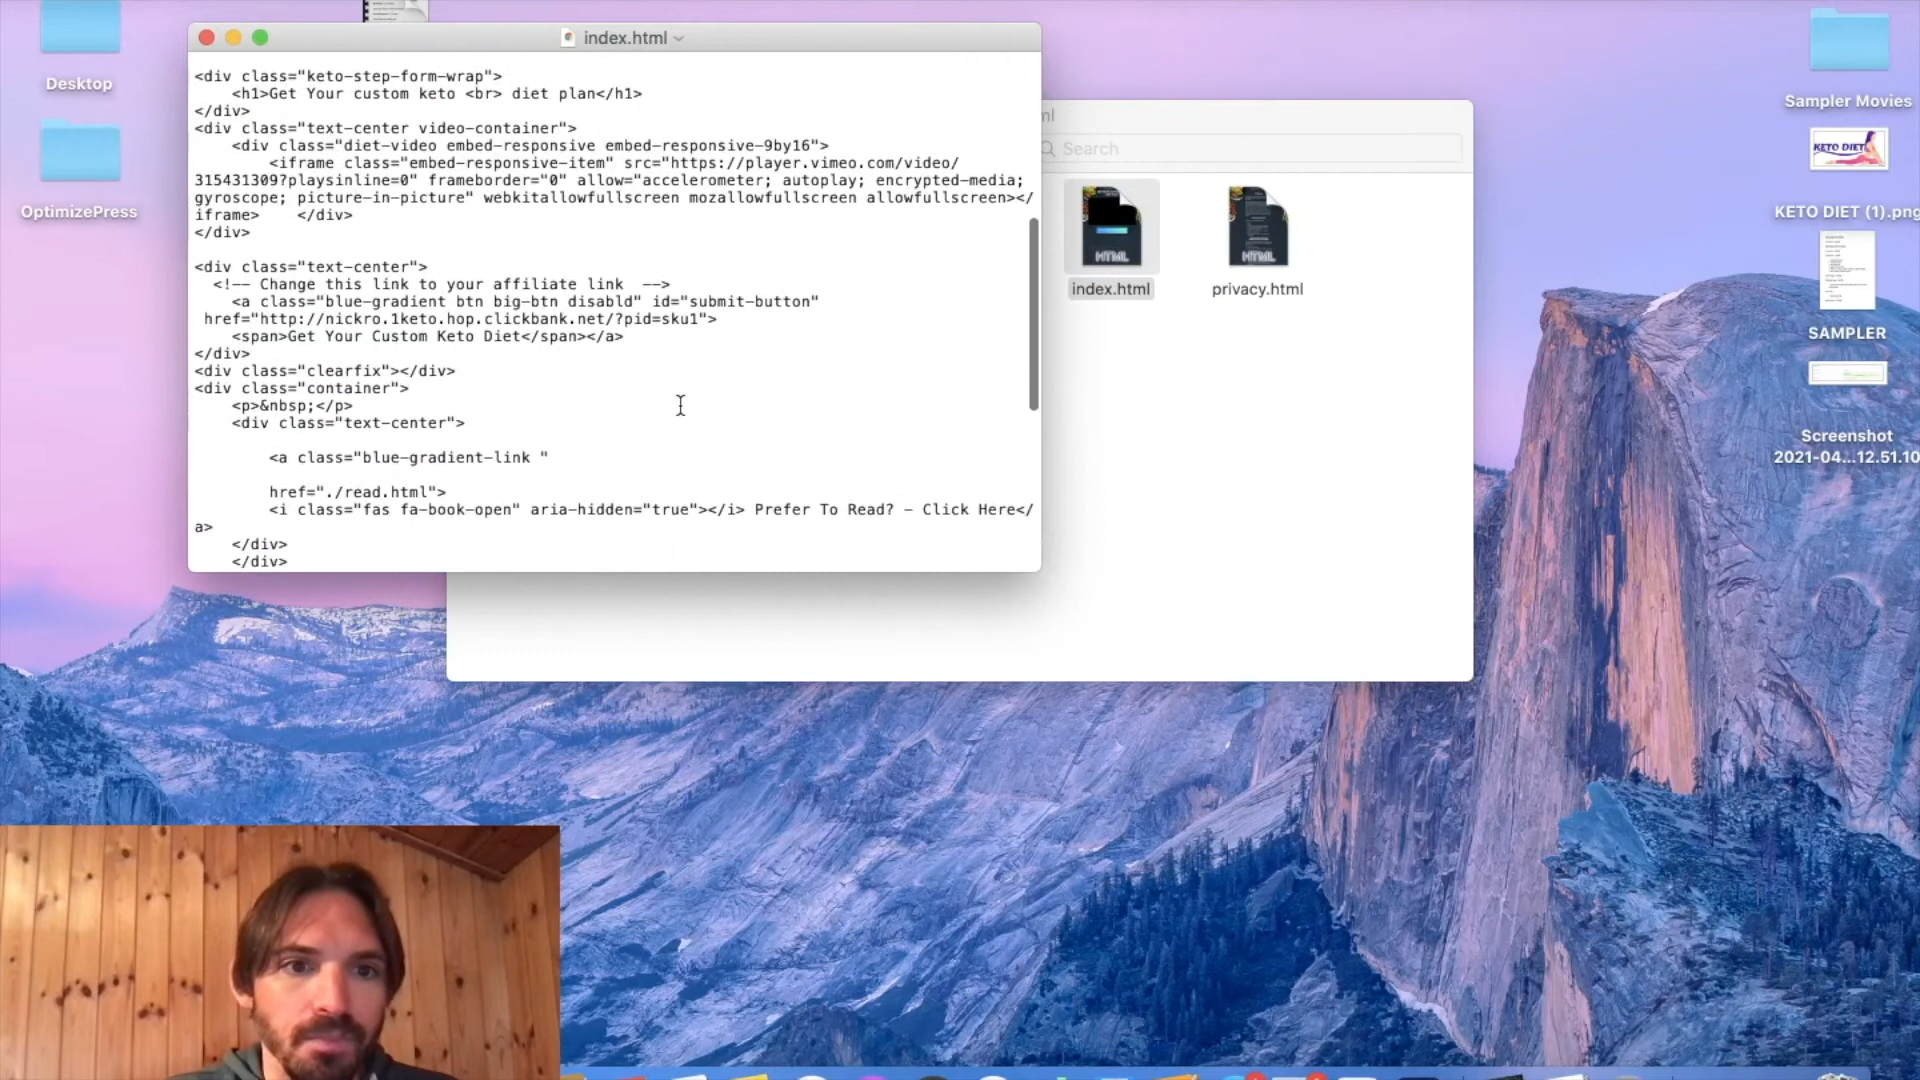 index.html
<div class="keto-step-form-wrap">
<h1>Get Your custom keto <br> diet plan</h1>
</div>
<div class="text-center video-container">
<div class="diet-video embed-responsive embed-responsive-9by16">
<iframe class="embed-responsive-item" src="https://player.vimeo.com/video/
315431309?playsinline=0" frameborder="0" allow="accelerometer; autoplay; encrypted-media;
gyroscope; picture-in-picture" webkitallowfullscreen mozallowfullscreen allowfullscreen></
iframe>    </div>
</div>
<div class="text-center">
<!-- Change this link to your affiliate link  -->
<a class="blue-gradient btn big-btn disabld" id="submit-button"
href="http://nickro.1keto.hop.clickbank.net/?pid=sku1">
<span>Get Your Custom Keto Diet</span></a>
</div>
<div class="clearfix"></div>
<div class="container">
<p>&nbsp;</p>
<div class="text-center">
<a class="blue-gradient-link "
href="./read.html">
<i class="fas fa-book-open" aria-hidden="true"></i> Prefer To Read? – Click Here</
a>
</div>
</div>
Desktop
OptimizePress
ml
Search
HTML
index.html
HTML
privacy.html
Sampler Movies
KETO DIET
KETO DIET (1).png
SAMPLER
Screenshot
2021-04...12.51.10